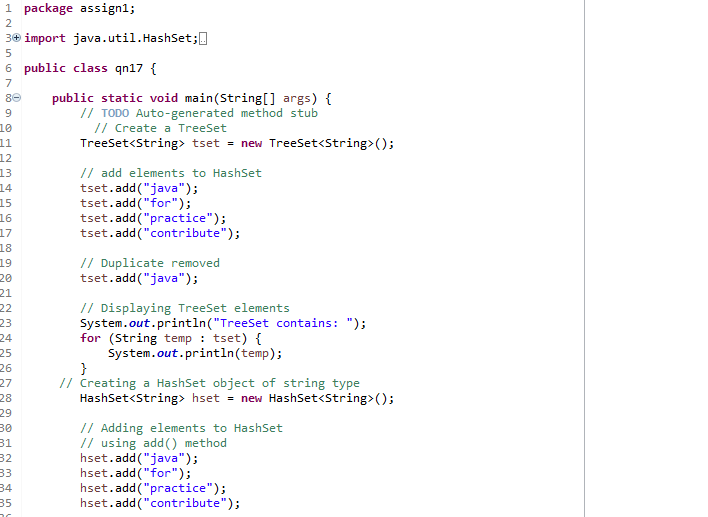 1 package assign1;
2
3 import java.util.HashSet;
5
6 public class qn17 {
7
8 public static void main(String[] args) {
9 // TODO Auto-generated method stub
10 // Create a TreeSet
11 TreeSet<String> tset = new TreeSet<String>();
12
13 // add elements to HashSet
14 tset.add("java");
15 tset.add("for");
16 tset.add("practice");
17 tset.add("contribute");
18
19 // Duplicate removed
20 tset.add("java");
21
22 // Displaying TreeSet elements
23 System.out.println("TreeSet contains: ");
24 for (String temp : tset) {
25 System.out.println(temp);
26 }
27 // Creating a HashSet object of string type
28 HashSet<String> hset = new HashSet<String>();
29
30 // Adding elements to HashSet
31 // using add() method
32 hset.add("java");
33 hset.add("for");
34 hset.add("practice");
35 hset.add("contribute");